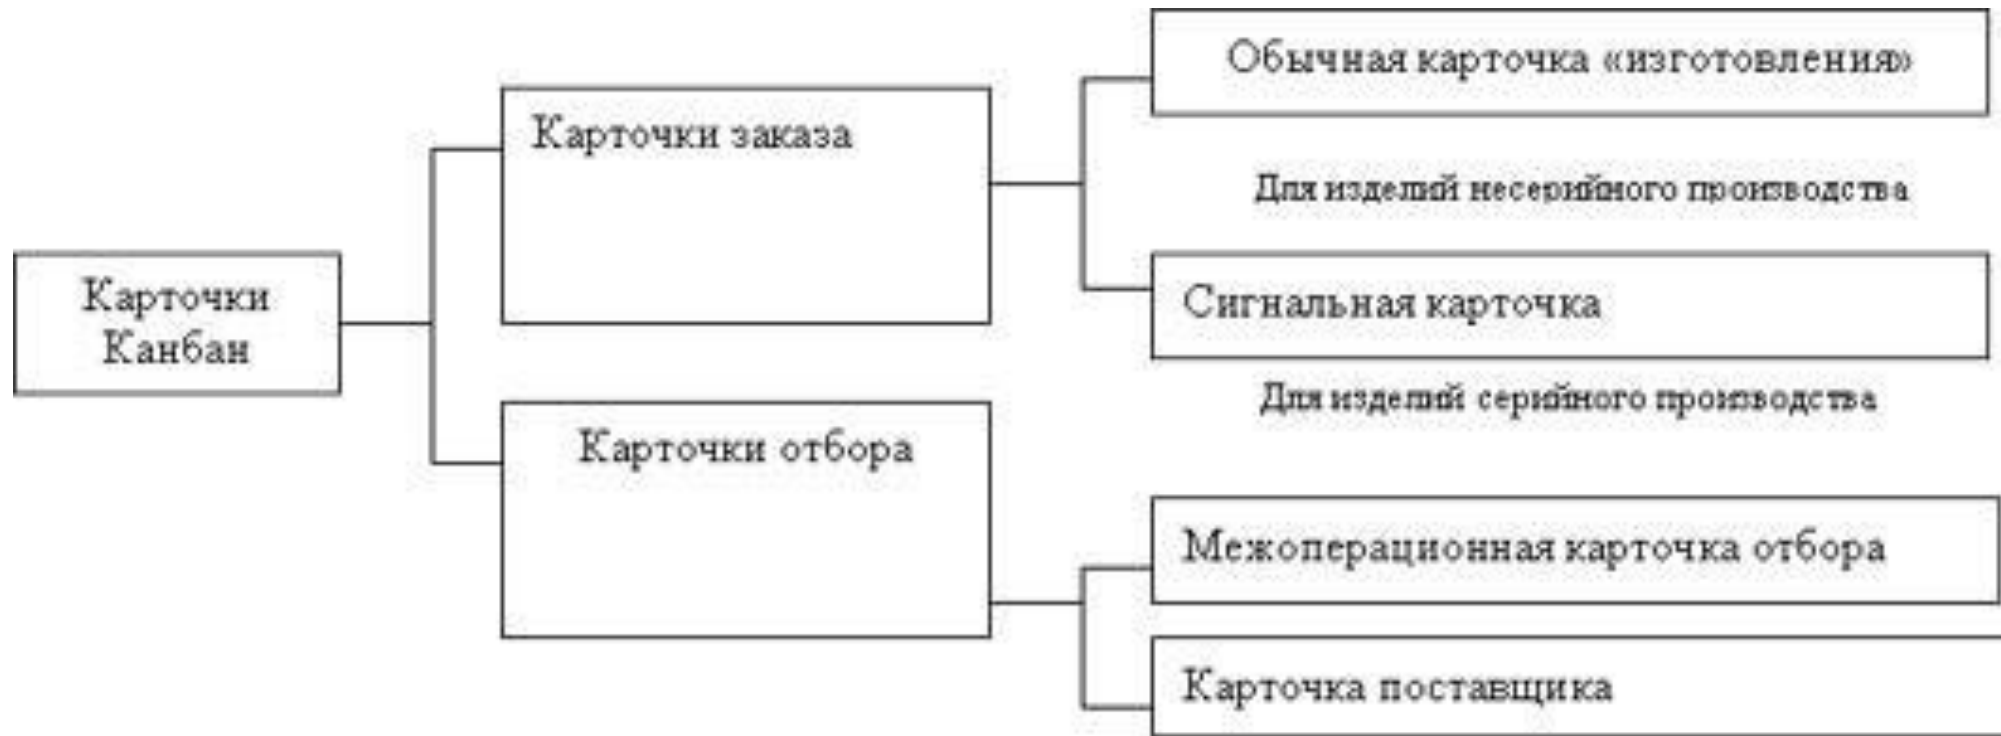 Карточки
Канбан
Карточки заказа
Обычная карточка «изготовления»
Для изделий несерийного производства
Сигнальная карточка
Для изделий серийного производства
Карточки отбора
Межоперационная карточка отбора
Карточка поставщика